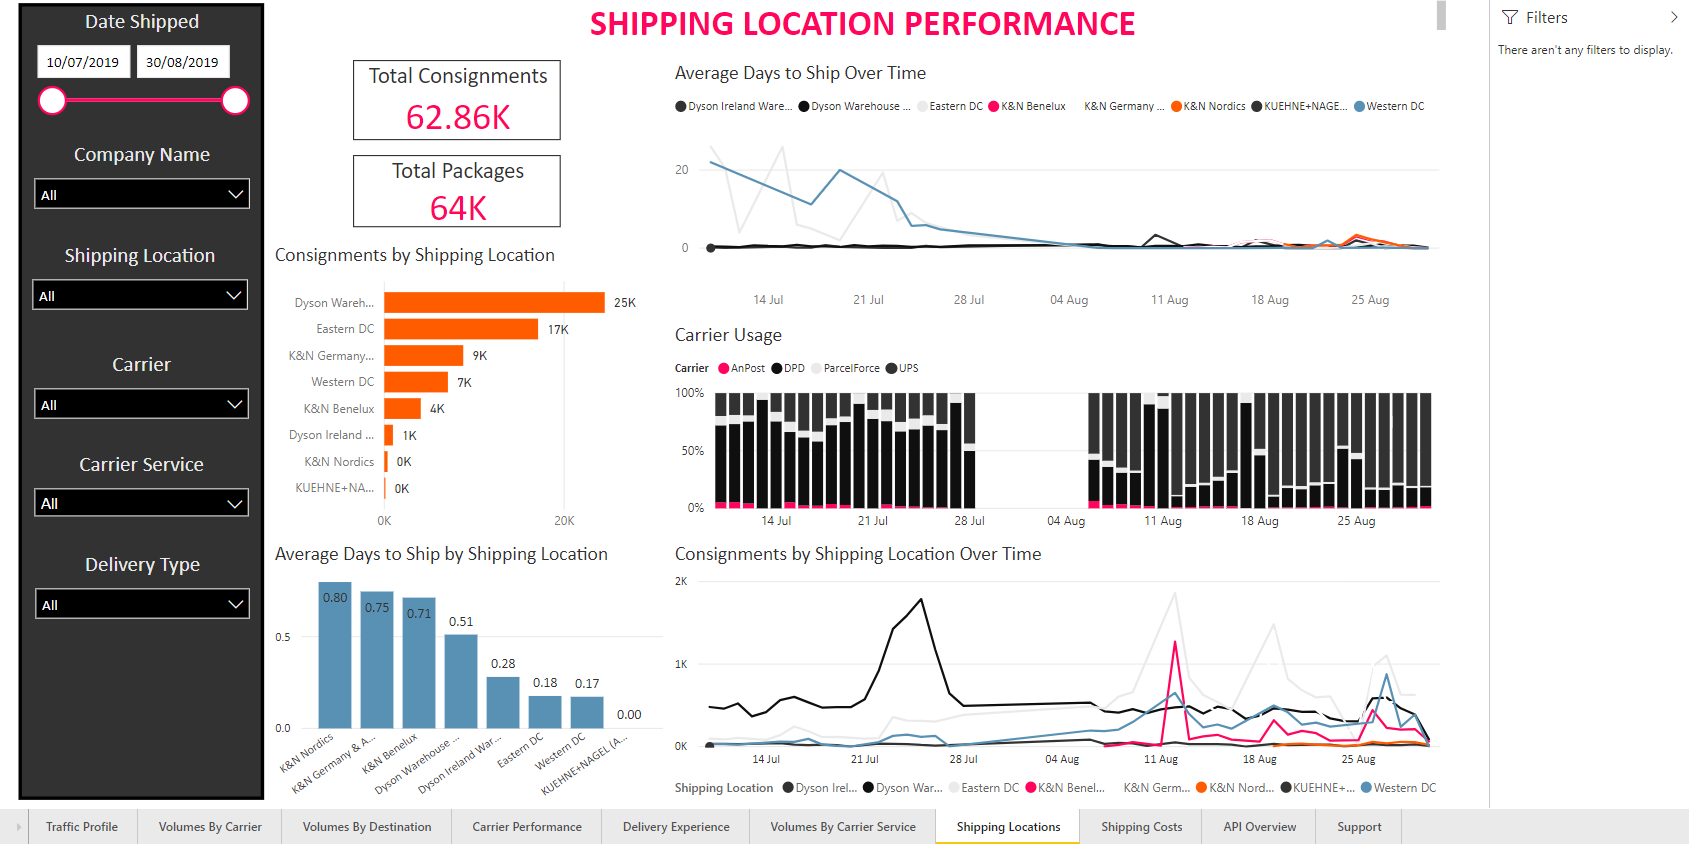 SHIPPING LOCATION PERFORMANCE
Date Shipped
10/07/2019 30/08/2019
Company Name
All
Shipping Location
All
Carrier
All
Carrier Service
All
Delivery Type
All
Total Consignments
62.86K
Total Packages
64K
Consignments by Shipping Location
Dyson Wareh... 25K
Eastern DC 17K
K&N Germany... 9K
Western DC 7K
K&N Benelux 4K
Dyson Ireland ... 1K
K&N Nordics 0K
KUEHNE+NA... 0K
0K 20K
Average Days to Ship by Shipping Location
0.5
0.0
0.80 0.75 0.71 0.51 0.28 0.18 0.17 0.00
K&N Nordics
K&N Germany & A...
K&N Benelux
Dyson Warehouse ...
Dyson Ireland War...
Eastern DC
Western DC
KUEHNE+NAGEL (A...
Average Days to Ship Over Time
Dyson Ireland Ware... Dyson Warehouse ... Eastern DC K&N Benelux K&N Germany ... K&N Nordics KUEHNE+NAGE... Western DC
20
0
14 Jul 21 Jul 28 Jul 04 Aug 11 Aug 18 Aug 25 Aug
Carrier Usage
Carrier AnPost DPD ParcelForce UPS
100%
50%
0%
14 Jul 21 Jul 28 Jul 04 Aug 11 Aug 18 Aug 25 Aug
Consignments by Shipping Location Over Time
2K
1K
0K
14 Jul 21 Jul 28 Jul 04 Aug 11 Aug 18 Aug 25 Aug
Shipping Location Dyson Irel... Dyson War... Eastern DC K&N Benel... K&N Germ... K&N Nord... KUEHNE+... Western DC
Filters
There aren't any filters to display.
Traffic Profile Volumes By Carrier Volumes By Destination Carrier Performance Delivery Experience Volumes By Carrier Service Shipping Locations Shipping Costs API Overview Support